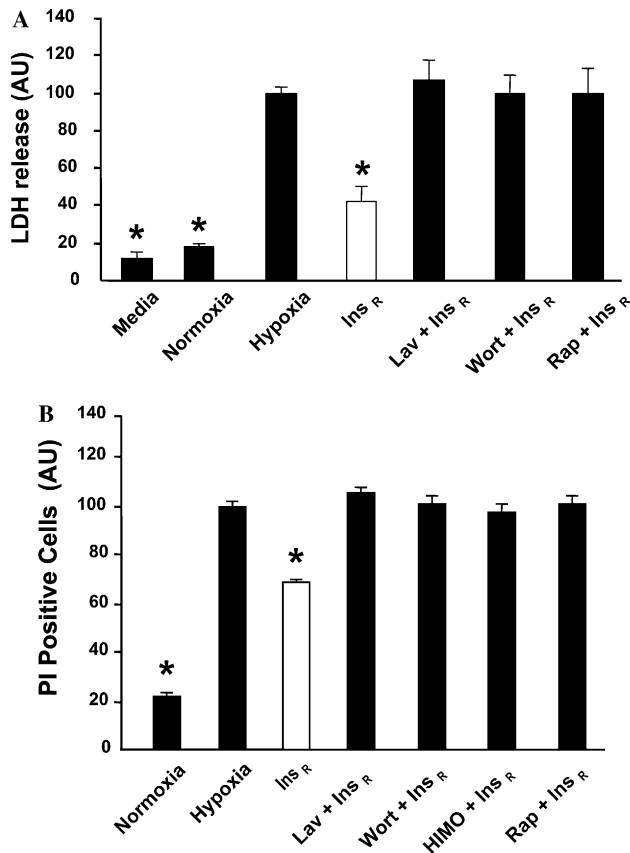 A
LDH release (AU)
140
120
100
80
60
40
20
0
*
*
*
Media
Normoxia
Hypoxia
Ins R
Lav + Ins R
Wort + Ins R
Rap + Ins R
B
PI Positive Cells (AU)
140
120
100
80
60
40
20
0
*
*
Normoxia
Hypoxia
Ins R
Lav + Ins R
Wort + Ins R
HIMO + Ins R
Rap + Ins R